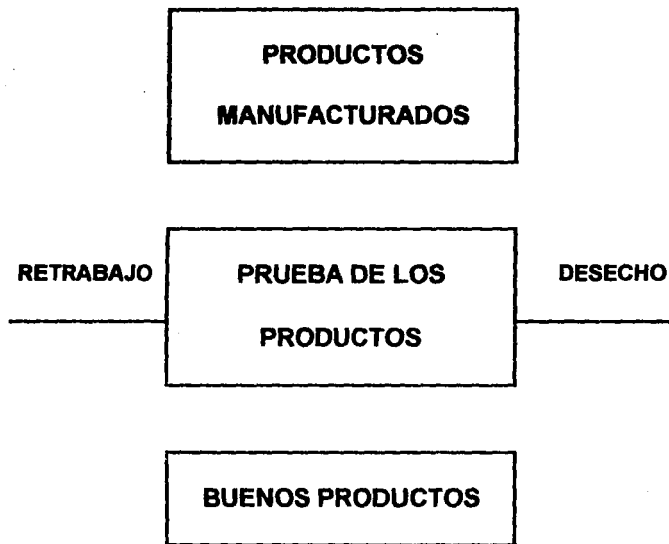 PRODUCTOS
MANUFACTURADOS
RETRABAJO
PRUEBA DE LOS
PRODUCTOS
DESECHO
BUENOS PRODUCTOS